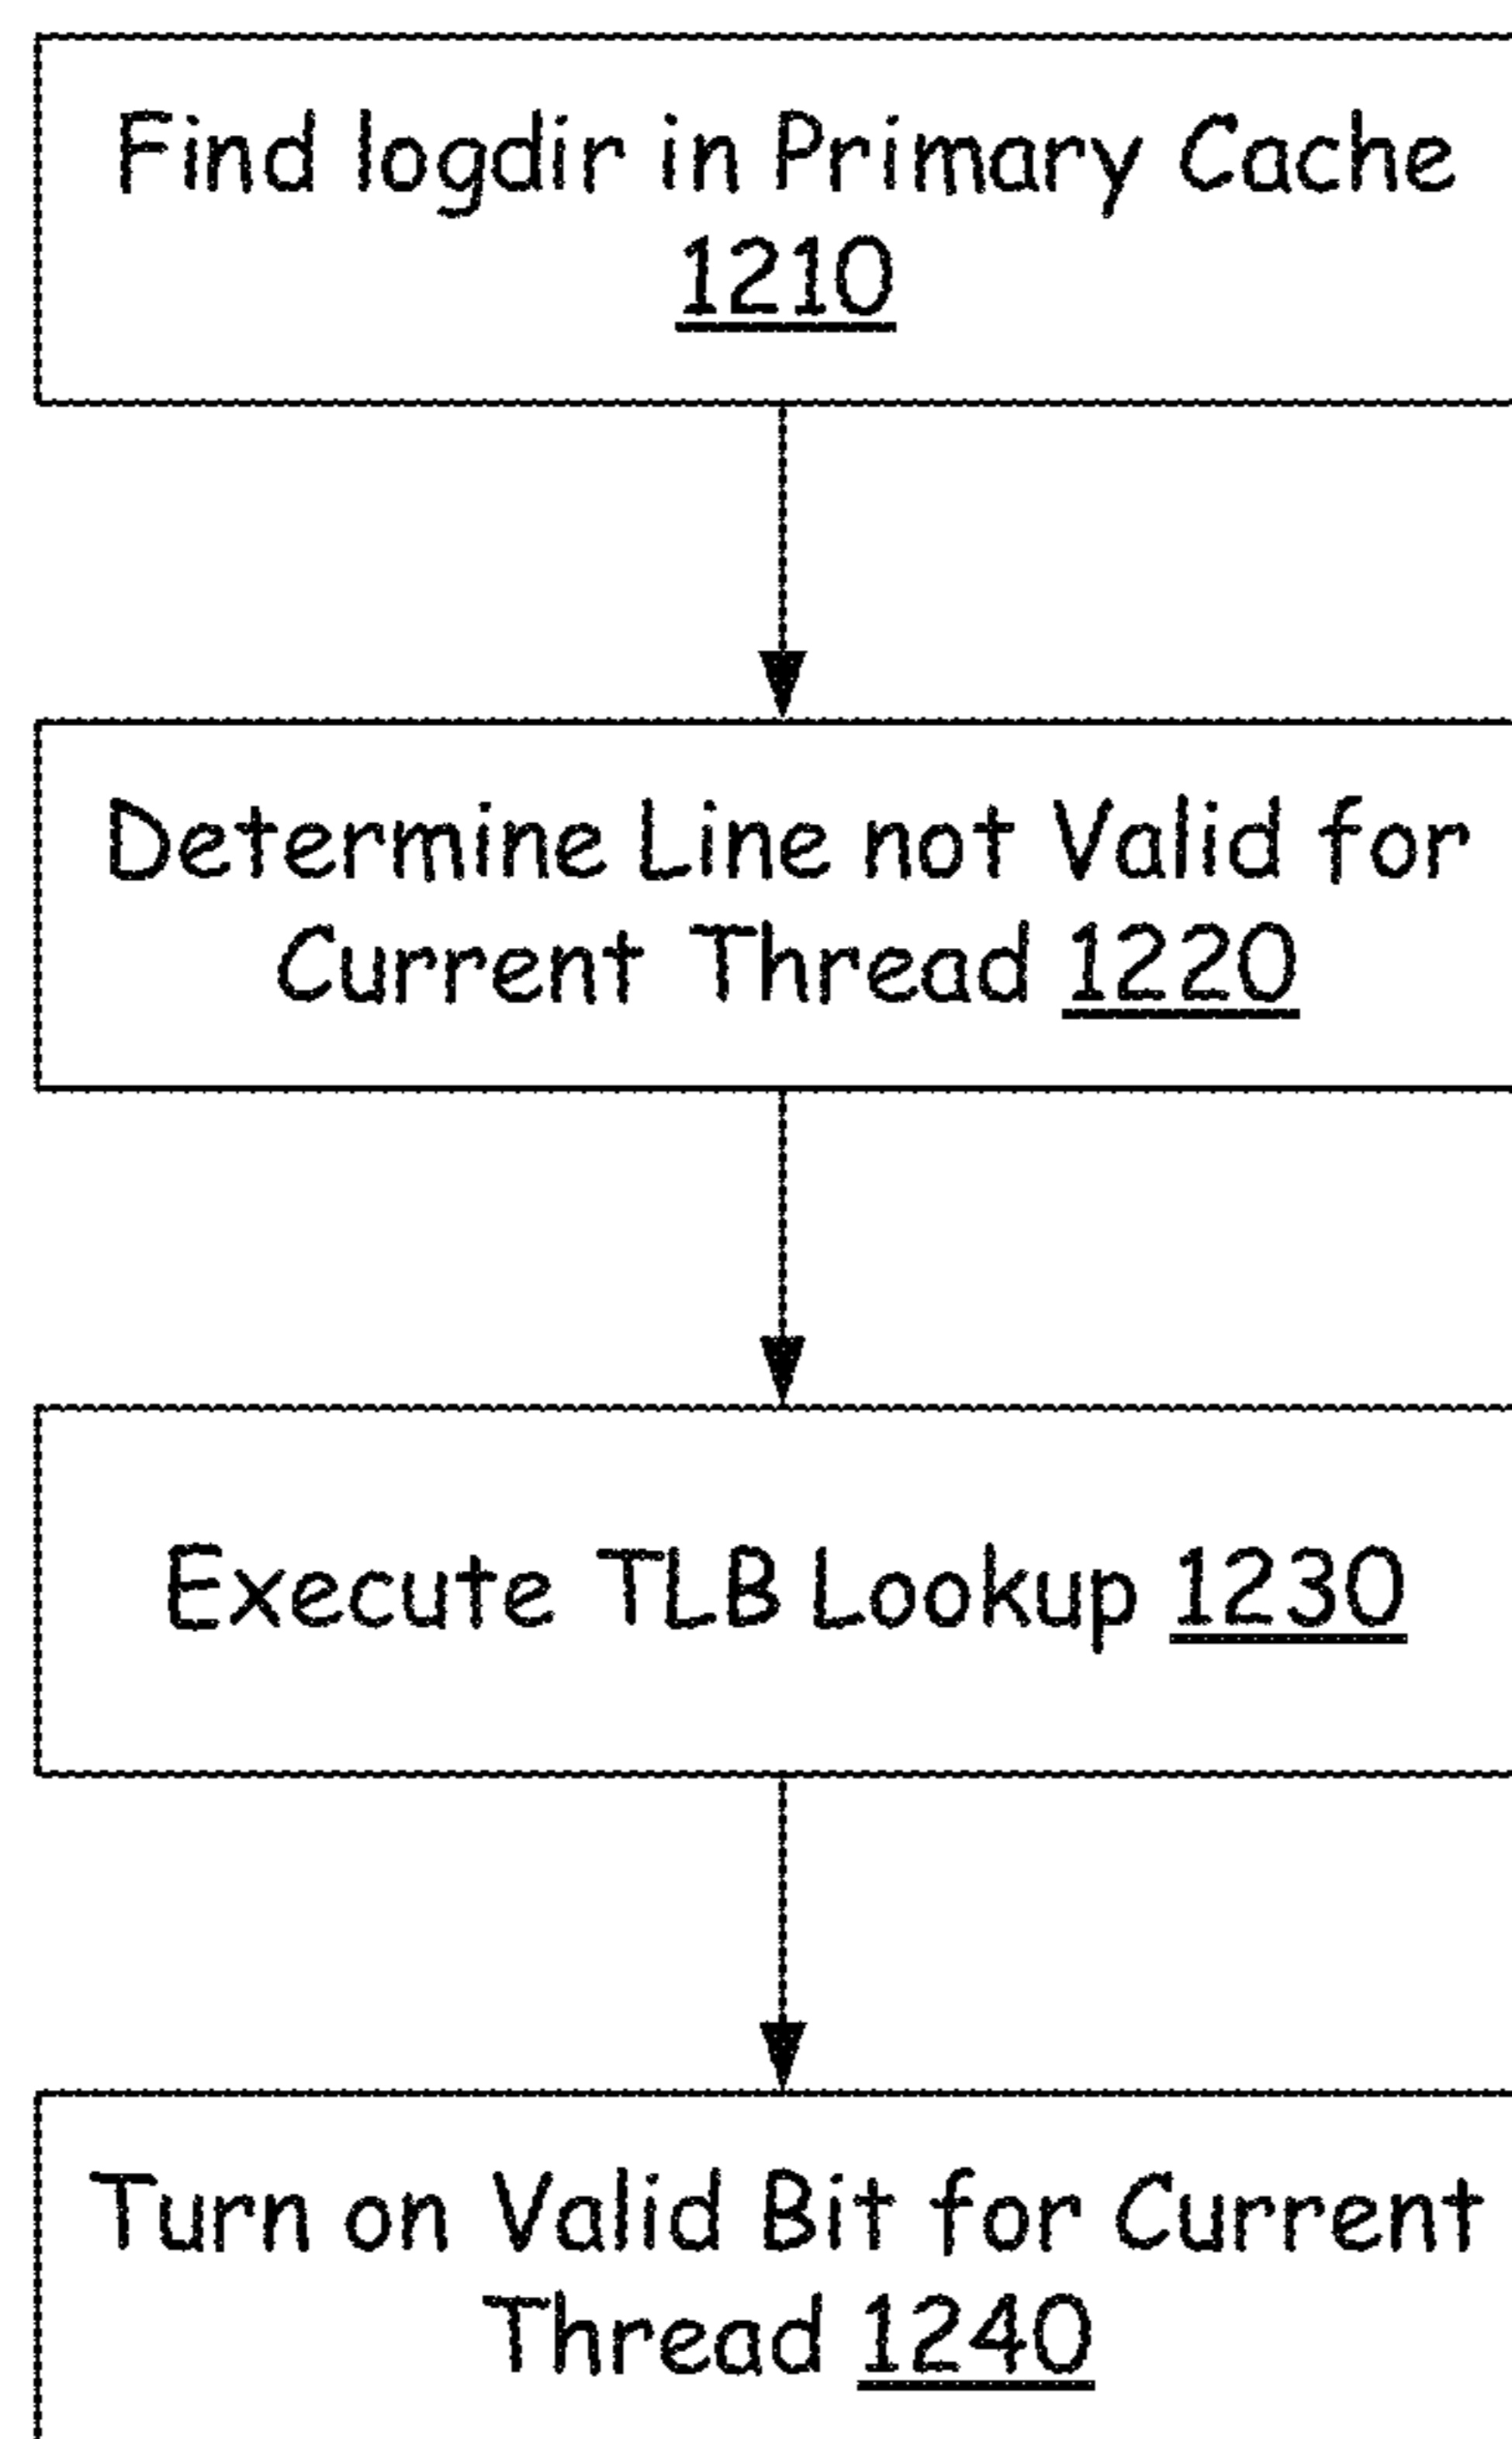 Find logdir in Primary Cache
1210
Determine Line not Valid for
Current Thread 1220
Execute TLB Lookup 1230
Turn on Valid Bit for Current
Thread 1240